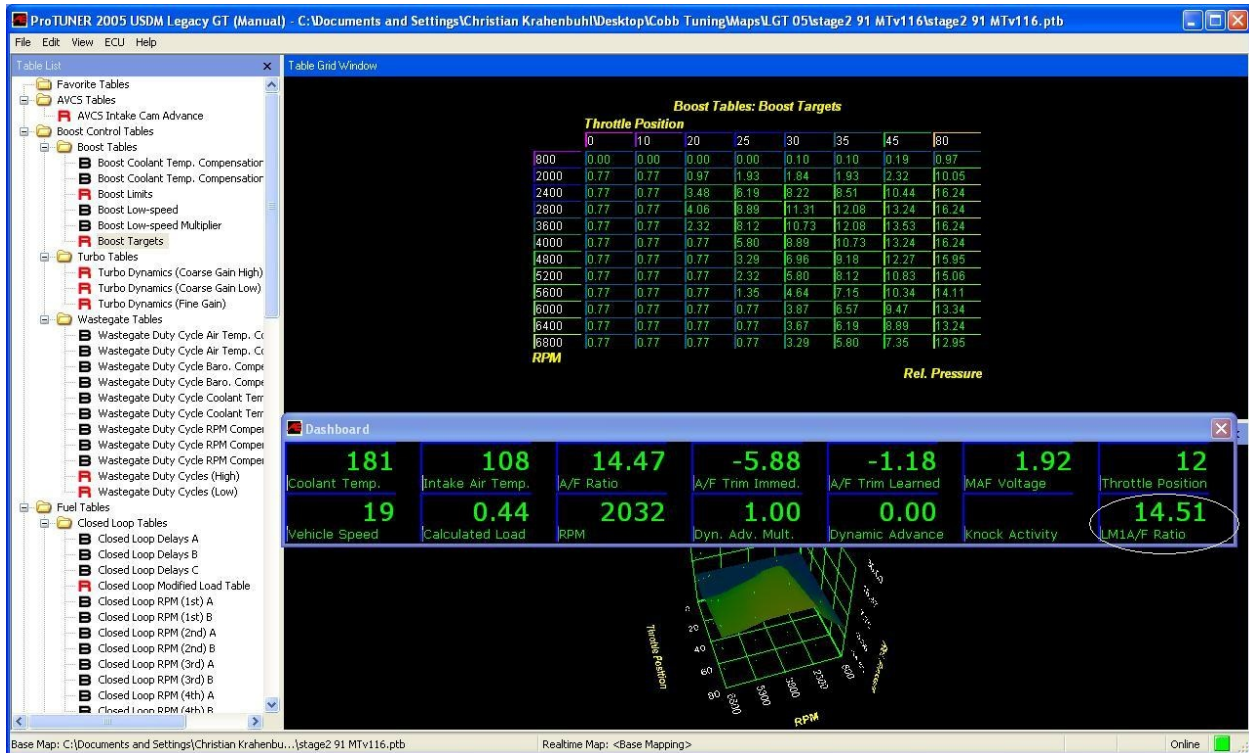 ProTUNER 2005 USDM Legacy GT (Manual) - C:\Documents and Settings\Christian Krahenbuhl\Desktop\Cobb Tuning\Maps\LGT 05\stage2 91 MTv116\stage2 91 MTv116.ptb
File Edit View ECU Help
Table List
Favorite Tables
AVCS Tables
R AVCS Intake Cam Advance
Boost Control Tables
Boost Tables
B Boost Coolant Temp. Compensation
B Boost Coolant Temp. Compensation
R Boost Limits
B Boost Low-speed
B Boost Low-speed Multiplier
R Boost Targets
Turbo Tables
R Turbo Dynamics (Coarse Gain High)
R Turbo Dynamics (Coarse Gain Low)
R Turbo Dynamics (Fine Gain)
Wastegate Tables
B Wastegate Duty Cycle Air Temp. Co
B Wastegate Duty Cycle Air Temp. Co
B Wastegate Duty Cycle Baro. Compe
B Wastegate Duty Cycle Baro. Compe
B Wastegate Duty Cycle Coolant Tem
B Wastegate Duty Cycle Coolant Tem
B Wastegate Duty Cycle RPM Compen
B Wastegate Duty Cycle RPM Compen
B Wastegate Duty Cycle RPM Compen
R Wastegate Duty Cycles (High)
R Wastegate Duty Cycles (Low)
Fuel Tables
Closed Loop Tables
B Closed Loop Delays A
B Closed Loop Delays B
B Closed Loop Delays C
R Closed Loop Modified Load Table
B Closed Loop RPM (1st) A
B Closed Loop RPM (1st) B
B Closed Loop RPM (2nd) A
B Closed Loop RPM (2nd) B
B Closed Loop RPM (3rd) A
B Closed Loop RPM (3rd) B
B Closed Loop RPM (4th) A
B Closed Loop RPM (4th) B
Table Grid Window
Boost Tables: Boost Targets
Throttle Position
0 10 20 25 30 35 45 80
800 0.00 0.00 0.00 0.00 0.10 0.10 0.19 0.97
2000 0.77 0.77 0.97 1.93 1.84 1.93 2.32 10.05
2400 0.77 0.77 3.48 6.19 8.22 8.51 10.44 16.24
2800 0.77 0.77 4.06 8.89 11.31 12.08 13.24 16.24
3600 0.77 0.77 2.32 8.12 10.73 12.08 13.53 16.24
4000 0.77 0.77 0.77 5.80 8.89 10.73 13.24 16.24
4800 0.77 0.77 0.77 3.29 6.96 9.18 12.27 15.95
5200 0.77 0.77 0.77 2.32 5.80 8.12 10.83 15.06
5600 0.77 0.77 0.77 1.35 4.64 7.15 10.34 14.11
6000 0.77 0.77 0.77 0.77 3.87 6.57 9.47 13.34
6400 0.77 0.77 0.77 0.77 3.67 6.19 8.89 13.24
6800 0.77 0.77 0.77 0.77 3.29 5.80 7.35 12.95
RPM
Rel. Pressure
Dashboard
181 108 14.47 -5.88 -1.18 1.92 12
Coolant Temp. Intake Air Temp. A/F Ratio A/F Trim Immed. A/F Trim Learned MAF Voltage Throttle Position
19 0.44 2032 1.00 0.00 14.51
Vehicle Speed Calculated Load RPM Dyn. Adv. Mult. Dynamic Advance Knock Activity LM1A/F Ratio
0
20
40
60
80
Throttle Position
800
RPM
Base Map: C:\Documents and Settings\Christian Krahenbu...\stage2 91 MTv116.ptb
Realtime Map: <Base Mapping>
Online